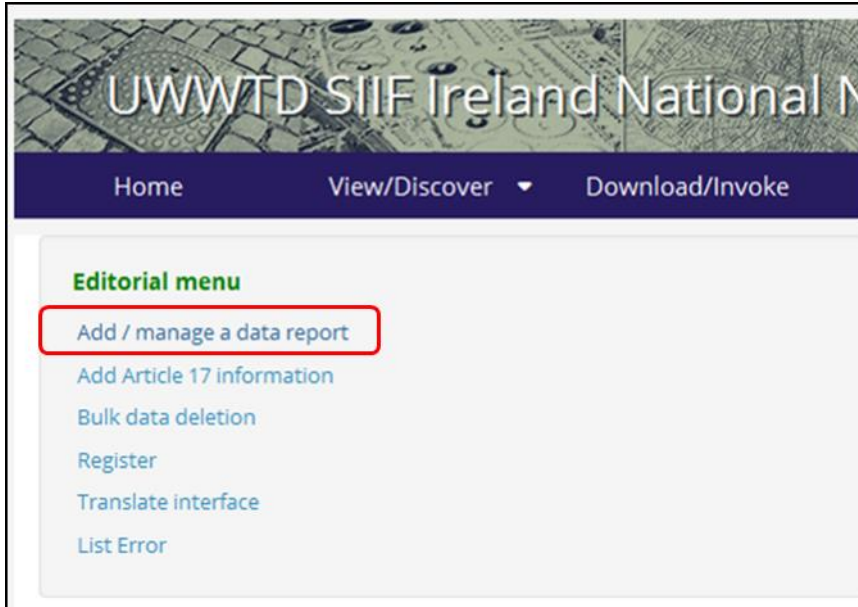 UWWTD SIIF Ireland National
Home View/Discover Download/Invoke
Editorial menu
Add / manage a data report
Add Article 17 information
Bulk data deletion
Register
Translate interface
List Error